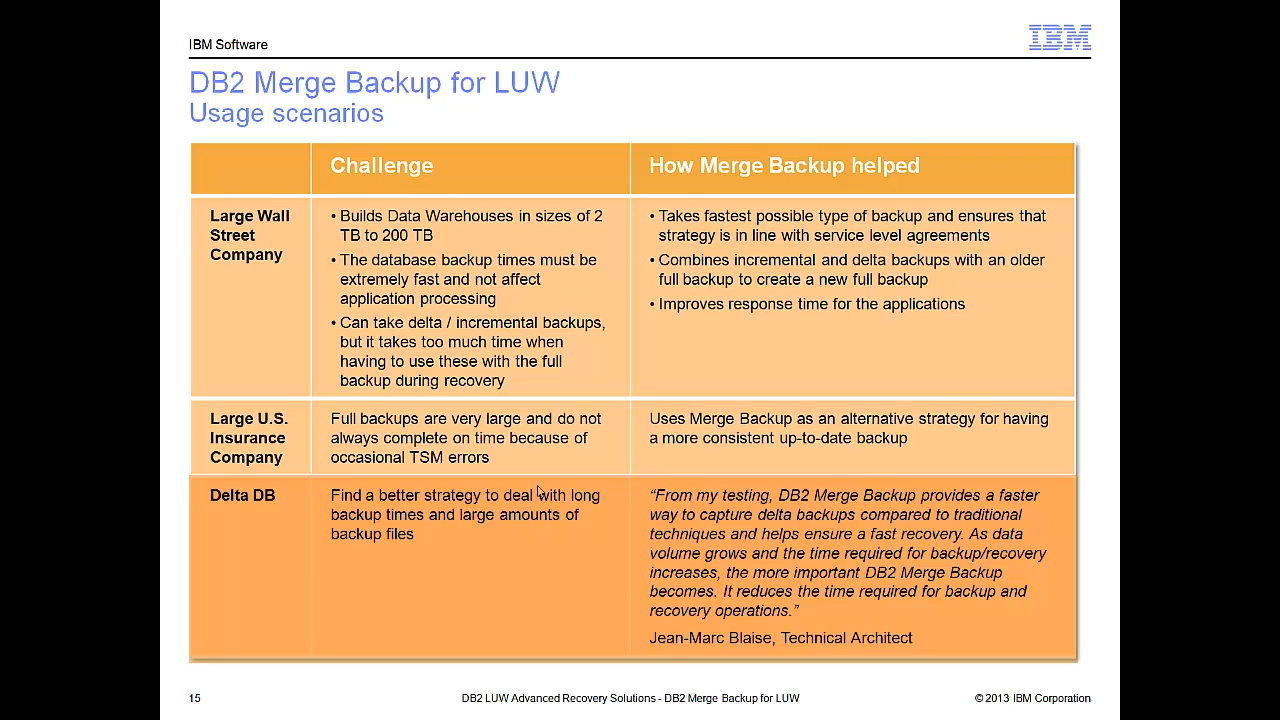 IBM Software
IBM
DB2 Merge Backup for LUW
Usage scenarios
Challenge
How Merge Backup helped
Large Wall
Street
Company
• Builds Data Warehouses in sizes of 2
TB to 200 TB
• The database backup times must be
extremely fast and not affect
application processing
• Can take delta / incremental backups,
but it takes too much time when
having to use these with the full
backup during recovery
• Takes fastest possible type of backup and ensures that
strategy is in line with service level agreements
• Combines incremental and delta backups with an older
full backup to create a new full backup
• Improves response time for the applications
Large U.S.
Insurance
Company
Full backups are very large and do not
always complete on time because of
occasional TSM errors
Uses Merge Backup as an alternative strategy for having
a more consistent up-to-date backup
Delta DB
Find a better strategy to deal with long
backup times and large amounts of
backup files
“From my testing, DB2 Merge Backup provides a faster
way to capture delta backups compared to traditional
techniques and helps ensure a fast recovery. As data
volume grows and the time required for backup/recovery
increases, the more important DB2 Merge Backup
becomes. It reduces the time required for backup and
recovery operations.”
Jean-Marc Blaise, Technical Architect
15
DB2 LUW Advanced Recovery Solutions - DB2 Merge Backup for LUW
© 2013 IBM Corporation